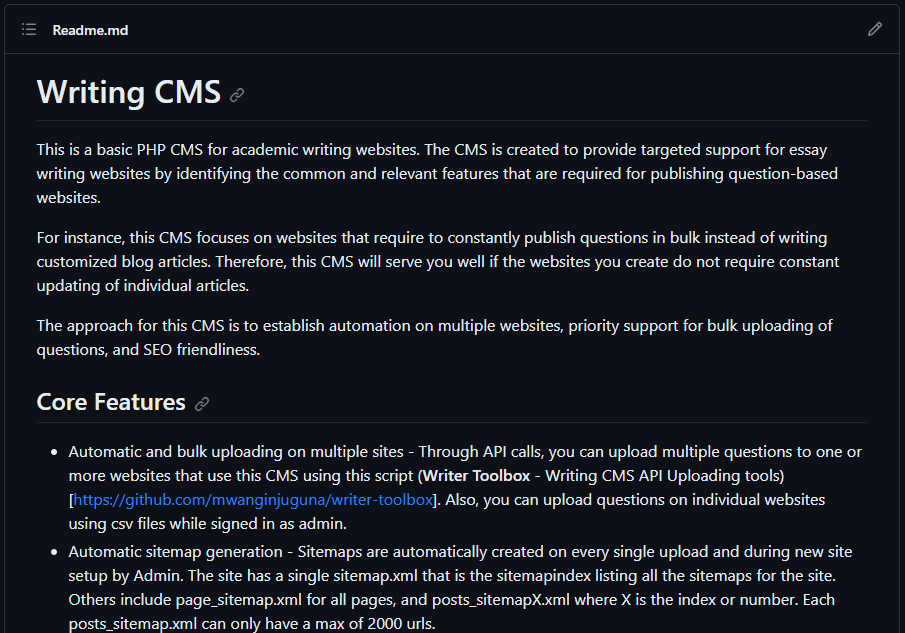 Readme.md
Writing CMS
This is a basic PHP CMS for academic writing websites. The CMS is created to provide targeted support for essay
writing websites by identifying the common and relevant features that are required for publishing question-based
websites.
For instance, this CMS focuses on websites that require to constantly publish questions in bulk instead of writing
customized blog articles. Therefore, this CMS will serve you well if the websites you create do not require constant
updating of individual articles.
The approach for this CMS is to establish automation on multiple websites, priority support for bulk uploading of
questions, and SEO friendliness.
Core Features
• Automatic and bulk uploading on multiple sites - Through API calls, you can upload multiple questions to one or
more websites that use this CMS using this script (Writer Toolbox - Writing CMS API Uploading tools)
[https://github.com/mwanginjuguna/writer-toolbox]. Also, you can upload questions on individual websites
using csv files while signed in as admin.
• Automatic sitemap generation - Sitemaps are automatically created on every single upload and during new site
setup by Admin. The site has a single sitemap.xml that is the sitemapindex listing all the sitemaps for the site.
Others include page_sitemap.xml for all pages, and posts_sitemapX.xml where X is the index or number. Each
posts_sitemap.xml can only have a max of 2000 urls.